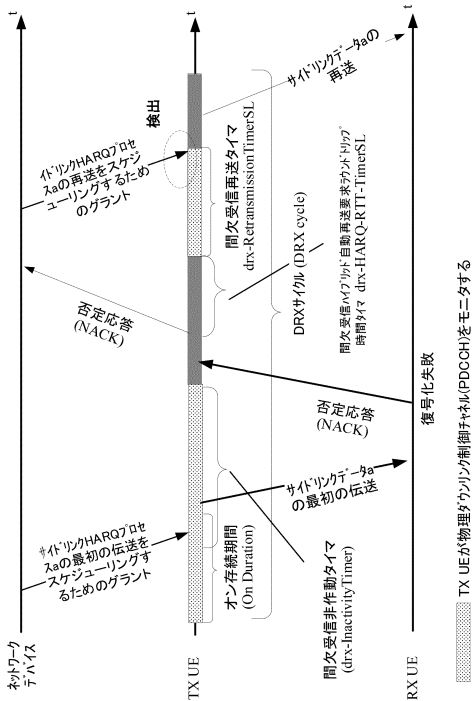 ネットワーク
デバイス
t
サイドリンクHARQプロセ
スaの最初の伝送を
スケジューリングす
るためのグラント
否定応答
(NACK)
イドリンクHARQプロセ
スaの再送をスケジ
ューリングするため
のグラント
検出
TX UE
t
オン存続期間
(On Duration)
間欠受信再送タイマ
drx-RetransmissionTimerSL
DRXサイクル (DRX cycle)
間欠受信ハイブリッド自動再送要求ラウンドトリップ
時間タイマ drx-HARQ-RTT-TimerSL
間欠受信非作動タイマ
(drx-InactivityTimer)
サイドリンクデータa
の最初の伝送
否定応答
(NACK)
サイドリンクデータaの
再送
RX UE
t
復号化失敗
TX UEが物理ダウンリンク制御チャネル(PDCCH)をモニタする